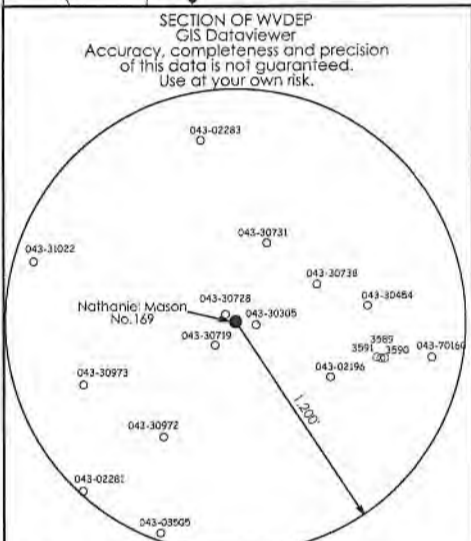 SECTION OF WVDEP
GIS Dataviewer
Accuracy, completeness and precision
of this data is not guaranteed.
Use at your own risk.
043-02283
043-30731
043-31022
043-30738
043-30484
043-30728
Nathaniel Mason
No.169
043-30305
043-30719
3589
3591
3590
043-70160
043-02196
043-30973
1,200'
043-30972
043-02281
043-03505